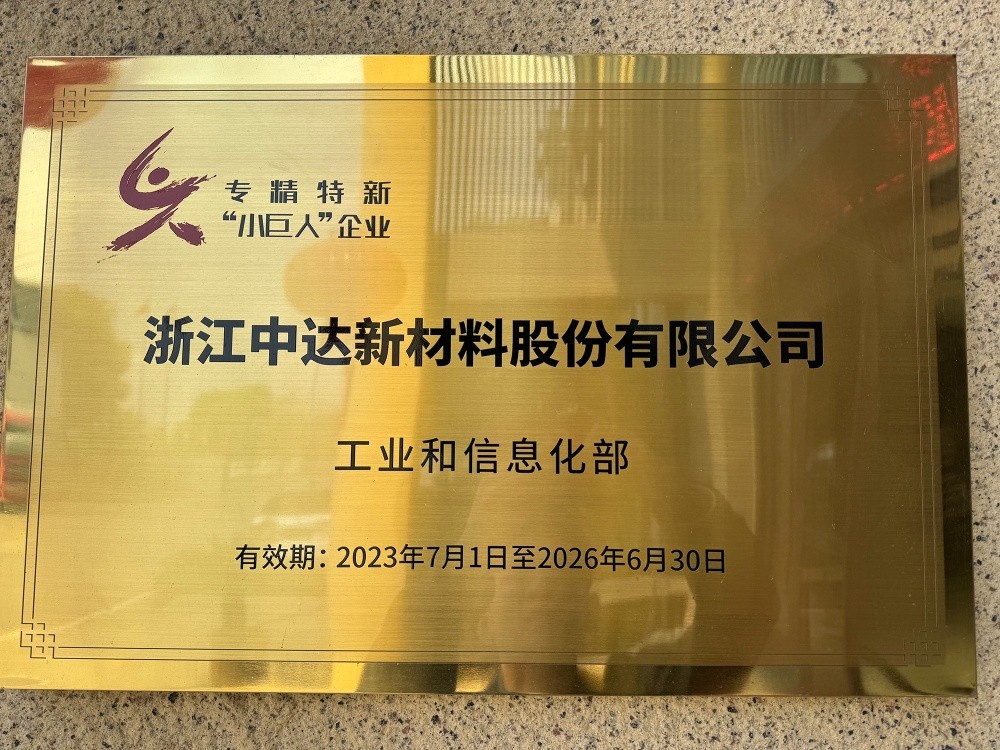 专精特新
“小巨人”企业
浙江中达新材料股份有限公司
工业和信息化部
有效期：2023年7月1日至2026年6月30日